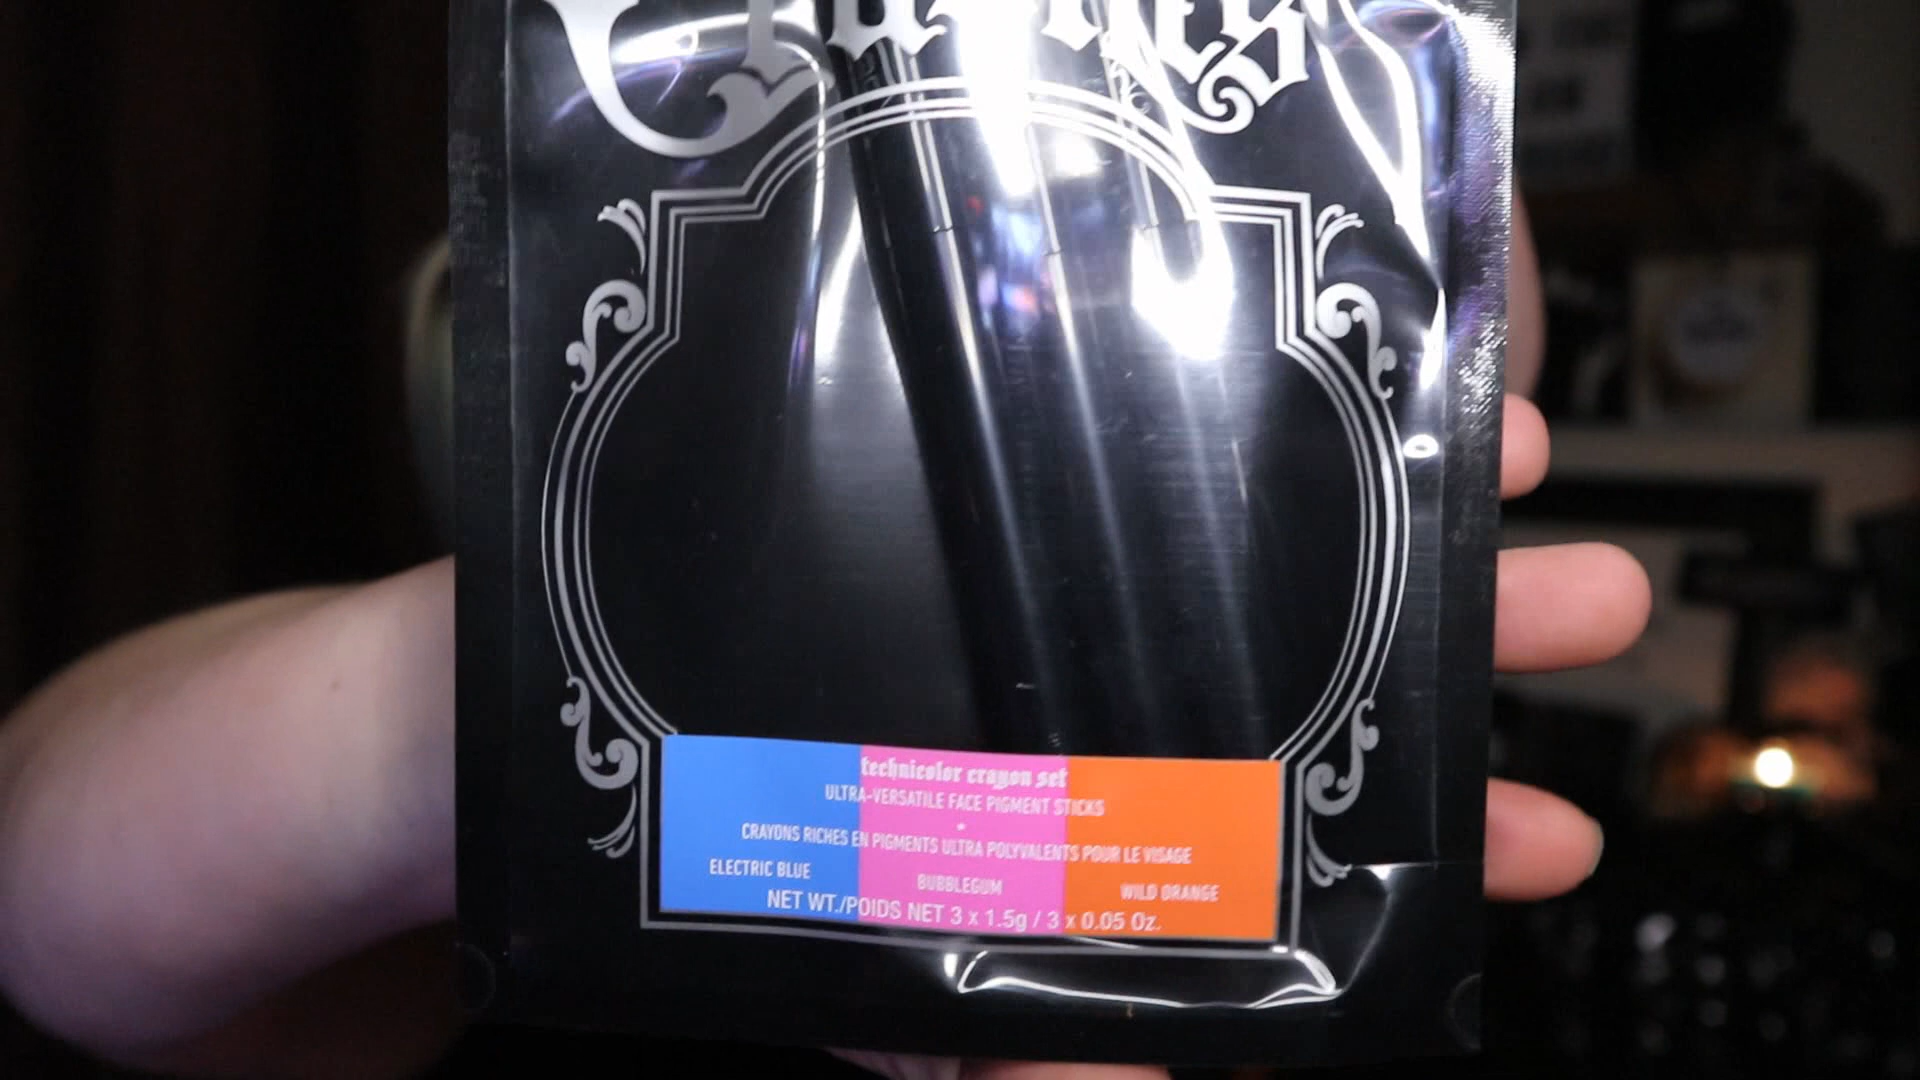 technicolor crayon set
ULTRA-VERSATILE FACE PIGMENT STICKS
CRAYONS RICHES EN PIGMENTS ULTRA POLYVALENTS POUR LE VISAGE
ELECTRIC BLUE
BUBBLEGUM
WILD ORANGE
NET WT./POIDS NET 3 x 1.5g / 3 x 0.05 Oz.